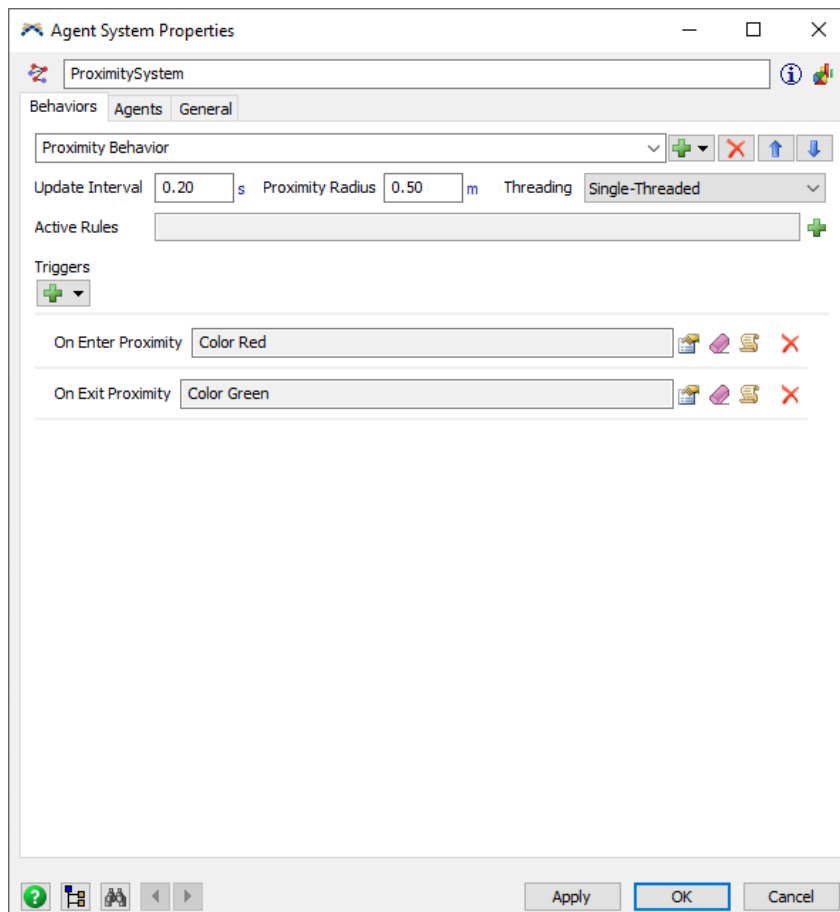 Agent System Properties
ProximitySystem
Behaviors Agents General
Proximity Behavior
Update Interval 0.20 s Proximity Radius 0.50 m Threading Single-Threaded
Active Rules
Triggers
On Enter Proximity Color Red
On Exit Proximity Color Green
Apply OK Cancel